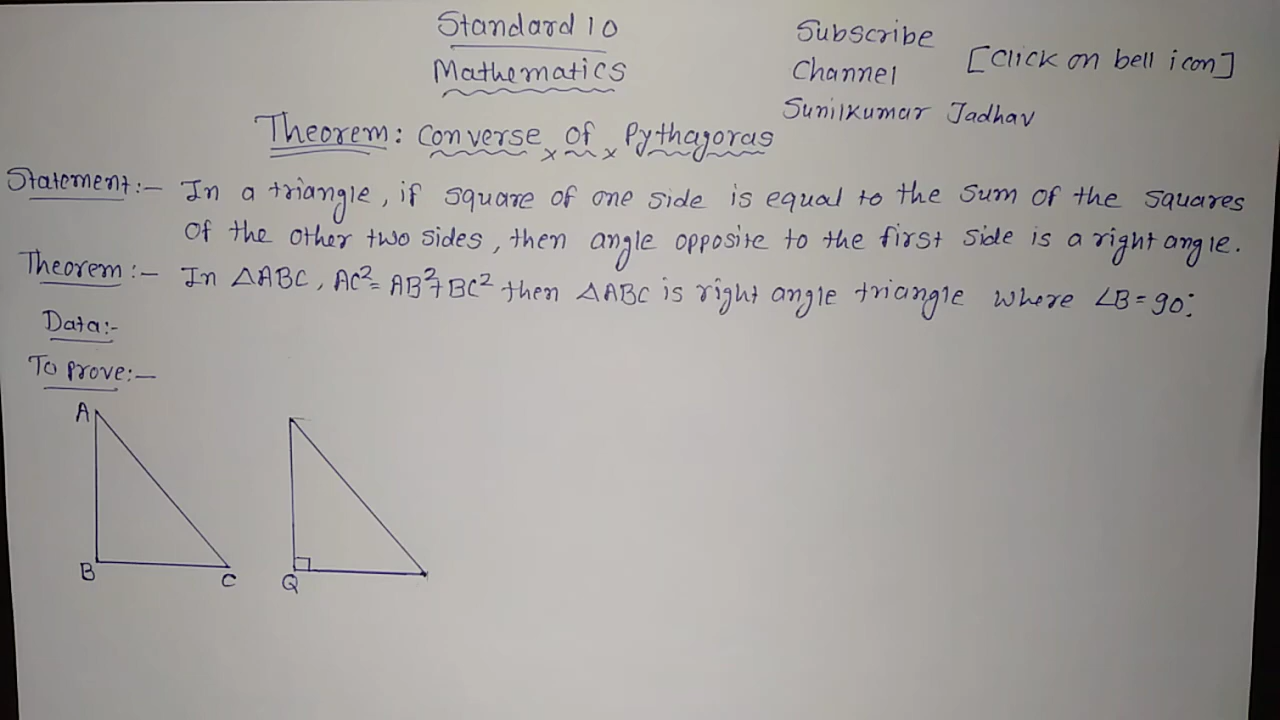 Standard 10
Mathematics
Subscribe
Channel [Click on bell icon]
Sunilkumar Jadhav
Theorem: Converse of Pythagoras
Statement:- In a triangle, if square of one side is equal to the sum of the squares
of the other two sides, then angle opposite to the first side is a right angle.
Theorem:- In △ABC, AC²= AB²+BC² then △ABC is right angle triangle where ∠B=90°.
Data:-
To prove:-
A
B C Q